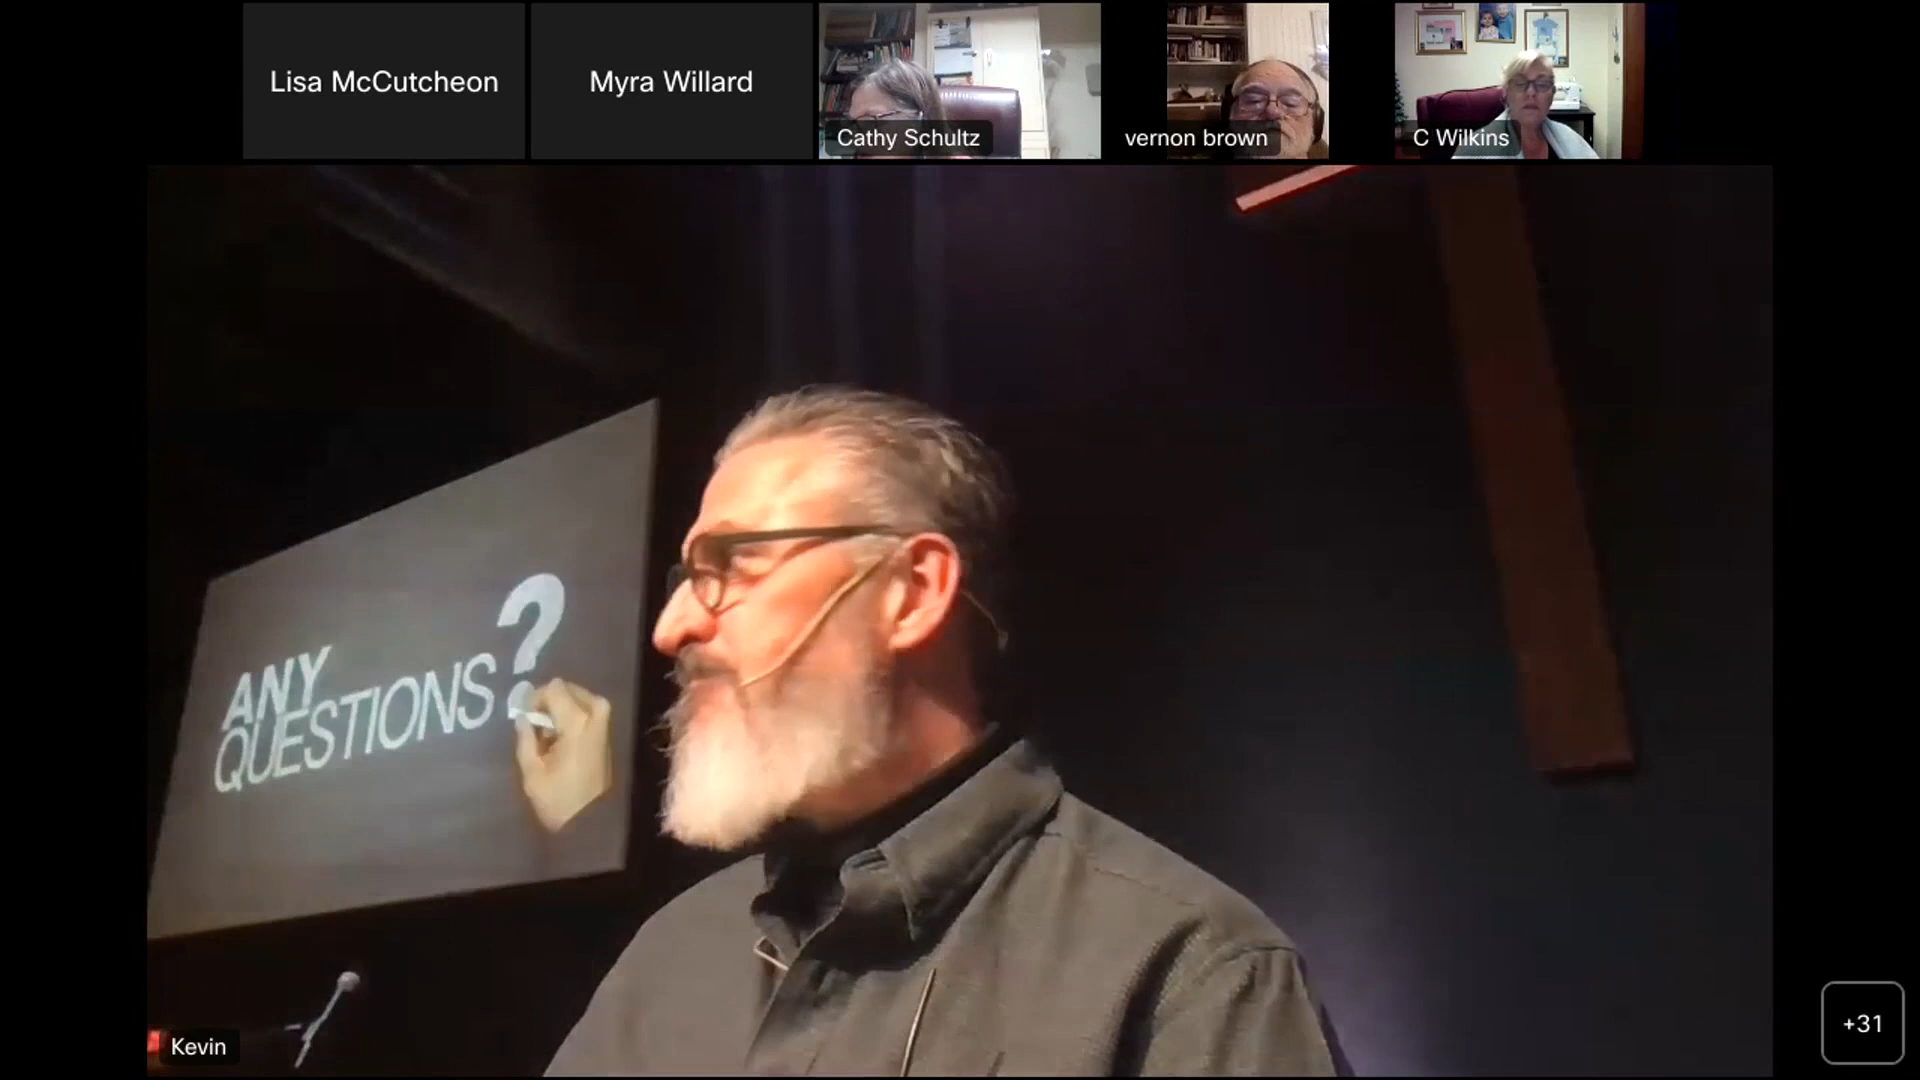 Lisa McCutcheon
Myra Willard
Cathy Schultz
vernon brown
C Wilkins
ANY
QUESTIONS?
Kevin
+31